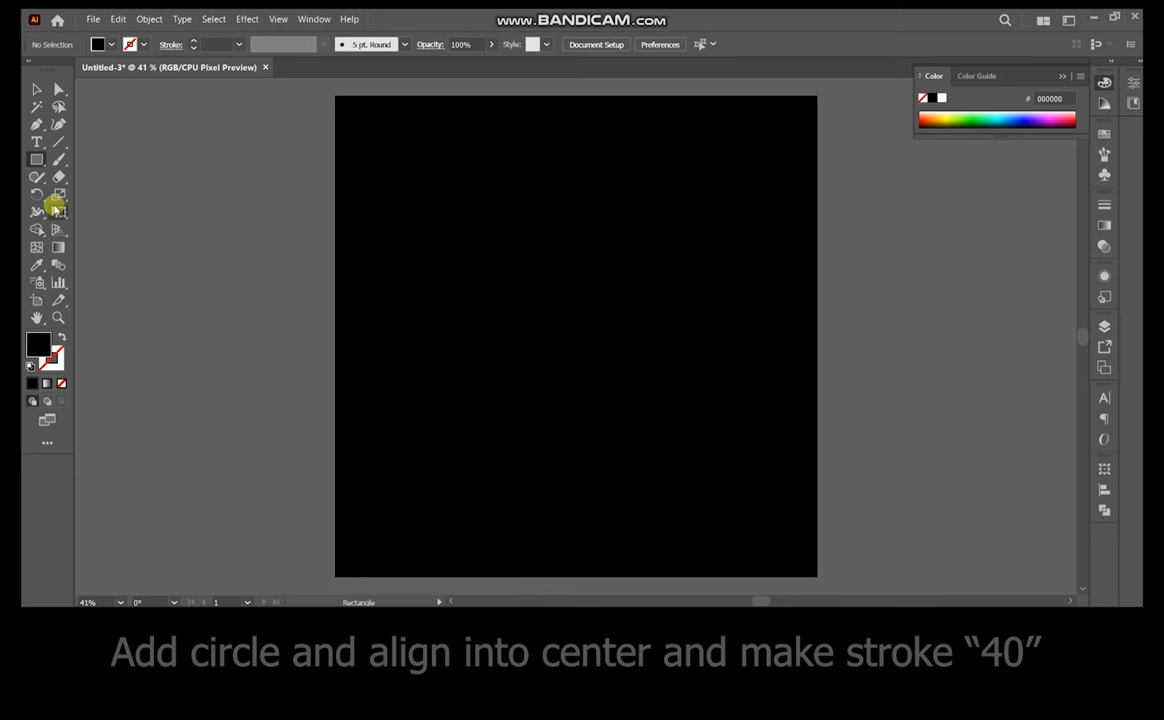 www.BANDICAM.com
Ai File Edit Object Type Select Effect View Window Help
No Selection Stroke: 5 pt. Round Opacity: 100% Style: Document Setup Preferences
Untitled-3* @ 41 % (RGB/CPU Pixel Preview) ×
Color Color Guide
# 000000
41% 0° 1 Rectangle
Add circle and align into center and make stroke “40”